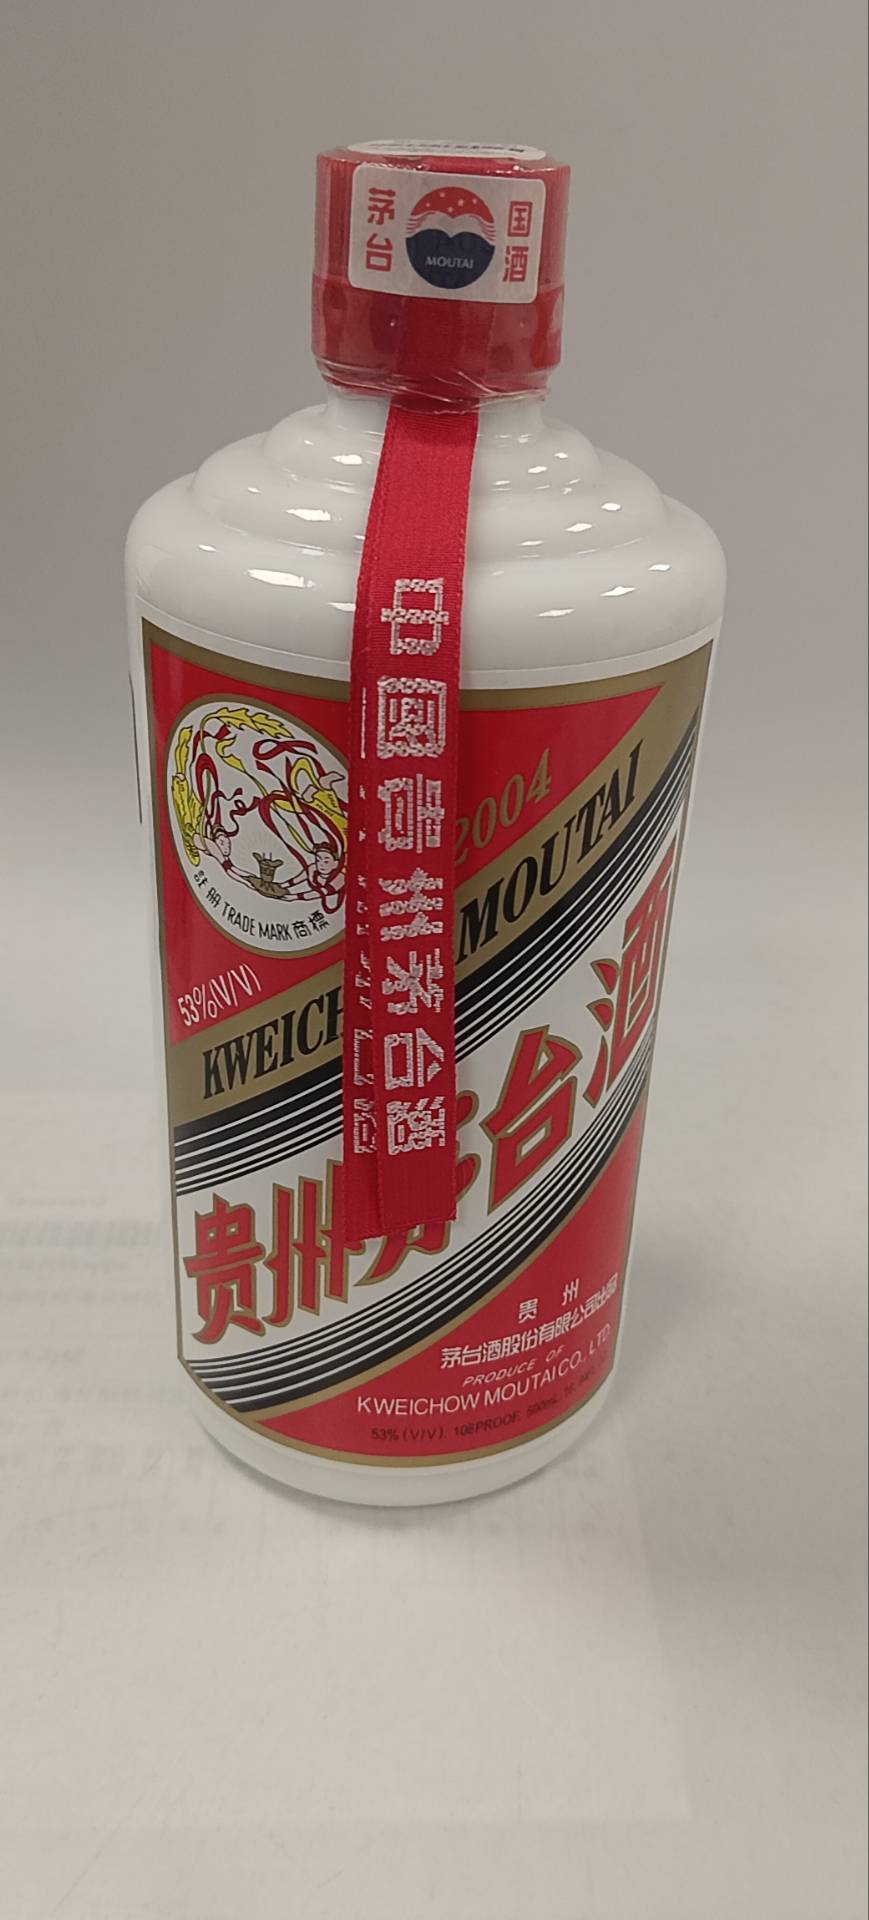 茅台
国酒
MOUTAI
中國貴州茅台酒
2004
註册 TRADE MARK 商標
53%(V/V)
KWEICH MOUTAI
贵州茅台酒
贵州
茅台酒股份有限公司出品
PRODUCE OF
KWEICHOW MOUTAI CO., LTD.
53% (V/V). 106PROOF. 500mL.